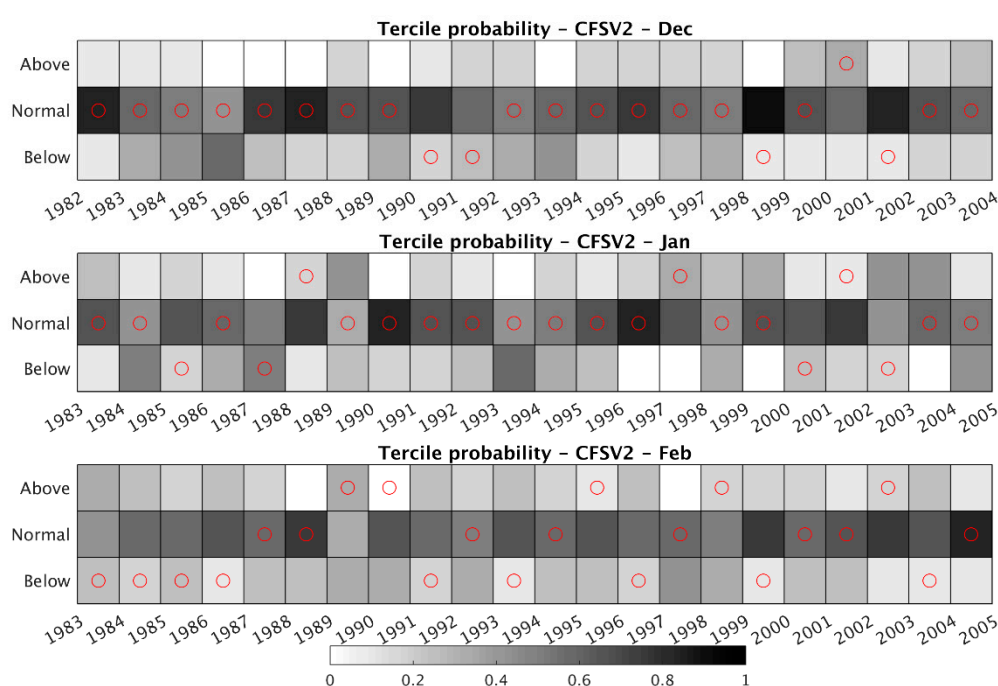 Tercile probability – CFSV2 – Dec
Above
Normal
Below
1982 1983 1984 1985 1986 1987 1988 1989 1990 1991 1992 1993 1994 1995 1996 1997 1998 1999 2000 2001 2002 2003 2004
Tercile probability – CFSV2 – Jan
Above
Normal
Below
1983 1984 1985 1986 1987 1988 1989 1990 1991 1992 1993 1994 1995 1996 1997 1998 1999 2000 2001 2002 2003 2004 2005
Tercile probability – CFSV2 – Feb
Above
Normal
Below
1983 1984 1985 1986 1987 1988 1989 1990 1991 1992 1993 1994 1995 1996 1997 1998 1999 2000 2001 2002 2003 2004 2005
0 0.2 0.4 0.6 0.8 1